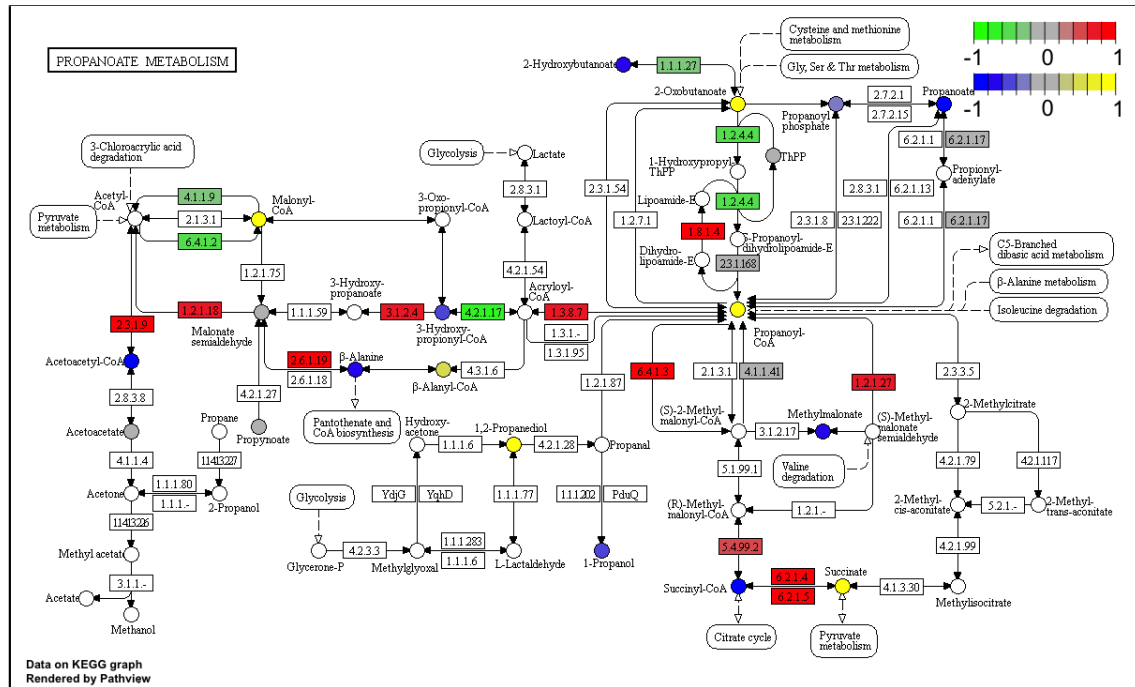 PROPANOATE METABOLISM
-1 0 1
-1 0 1
Cysteine and methionine
metabolism
Gly, Ser & Thr metabolism
2-Hydroxybutanoate
1.1.1.27
2-Oxobutanoate
Propanoyl
phosphate
2.7.2.1
2.7.2.15
Propanoate
1.2.4.4
ThPP
1-Hydroxypropyl-
ThPP
6.2.1.1
6.2.1.17
Propionyl-
adenylate
3-Chloroacrylic acid
degradation
Glycolysis
Lactate
2.3.1.54
2.8.3.1
6.2.1.13
Acetyl-
CoA
4.1.1.9
Malonyl-
CoA
3-Oxo-
propionyl-CoA
2.8.3.1
Lipoamide-E
1.2.4.4
Pyruvate
metabolism
2.1.3.1
6.4.1.2
Lactoyl-CoA
1.2.7.1
1.8.1.4
S-Propanoyl-
dihydrolipoamide-E
2.3.1.8
2.3.1.222
6.2.1.1
6.2.1.17
Dihydro-
lipoamide-E
2.3.1.168
C5-Branched
dibasic acid metabolism
β-Alanine metabolism
Isoleucine degradation
1.2.1.75
4.2.1.54
3-Hydroxy-
propanoate
Acryloyl-
CoA
1.2.1.18
1.1.1.59
3.1.2.4
4.2.1.17
1.3.8.7
Malonate
semialdehyde
3-Hydroxy-
propionyl-CoA
1.3.1.-
1.3.1.95
Propanoyl-
CoA
2.3.1.9
Acetoacetyl-CoA
2.6.1.19
2.6.1.18
β-Alanine
β-Alanyl-CoA
4.3.1.6
1.2.1.87
6.4.1.3
2.1.3.1
4.1.1.41
1.2.1.27
2.3.3.5
2.8.3.8
4.2.1.27
Pantothenate and
CoA biosynthesis
(S)-2-Methyl-
malonyl-CoA
Methylmalonate
(S)-Methyl-
malonate
semialdehyde
2-Methylcitrate
Acetoacetate
Propane
Propynoate
Hydroxy-
acetone
1.1.1.6
1,2-Propanediol
4.2.1.28
Propanal
3.1.2.17
4.1.1.4
1.14.13.227
5.1.99.1
Valine
degradation
4.2.1.79
4.2.1.117
Acetone
1.1.1.80
1.1.1.-
2-Propanol
Glycolysis
YdjG
YqhD
1.1.1.77
1.1.1.202
PduQ
(R)-Methyl-
malonyl-CoA
1.2.1.-
2-Methyl-
cis-aconitate
5.2.1.-
2-Methyl-
trans-aconitate
1.14.13.226
Methyl acetate
Glycerone-P
4.2.3.3
Methylglyoxal
1.1.1.283
1.1.1.6
L-Lactaldehyde
1-Propanol
5.4.99.2
4.2.1.99
3.1.1.-
Acetate
Methanol
Succinyl-CoA
6.2.1.4
6.2.1.5
Succinate
4.1.3.30
Methylisocitrate
Citrate cycle
Pyruvate
metabolism
Data on KEGG graph
Rendered by Pathview